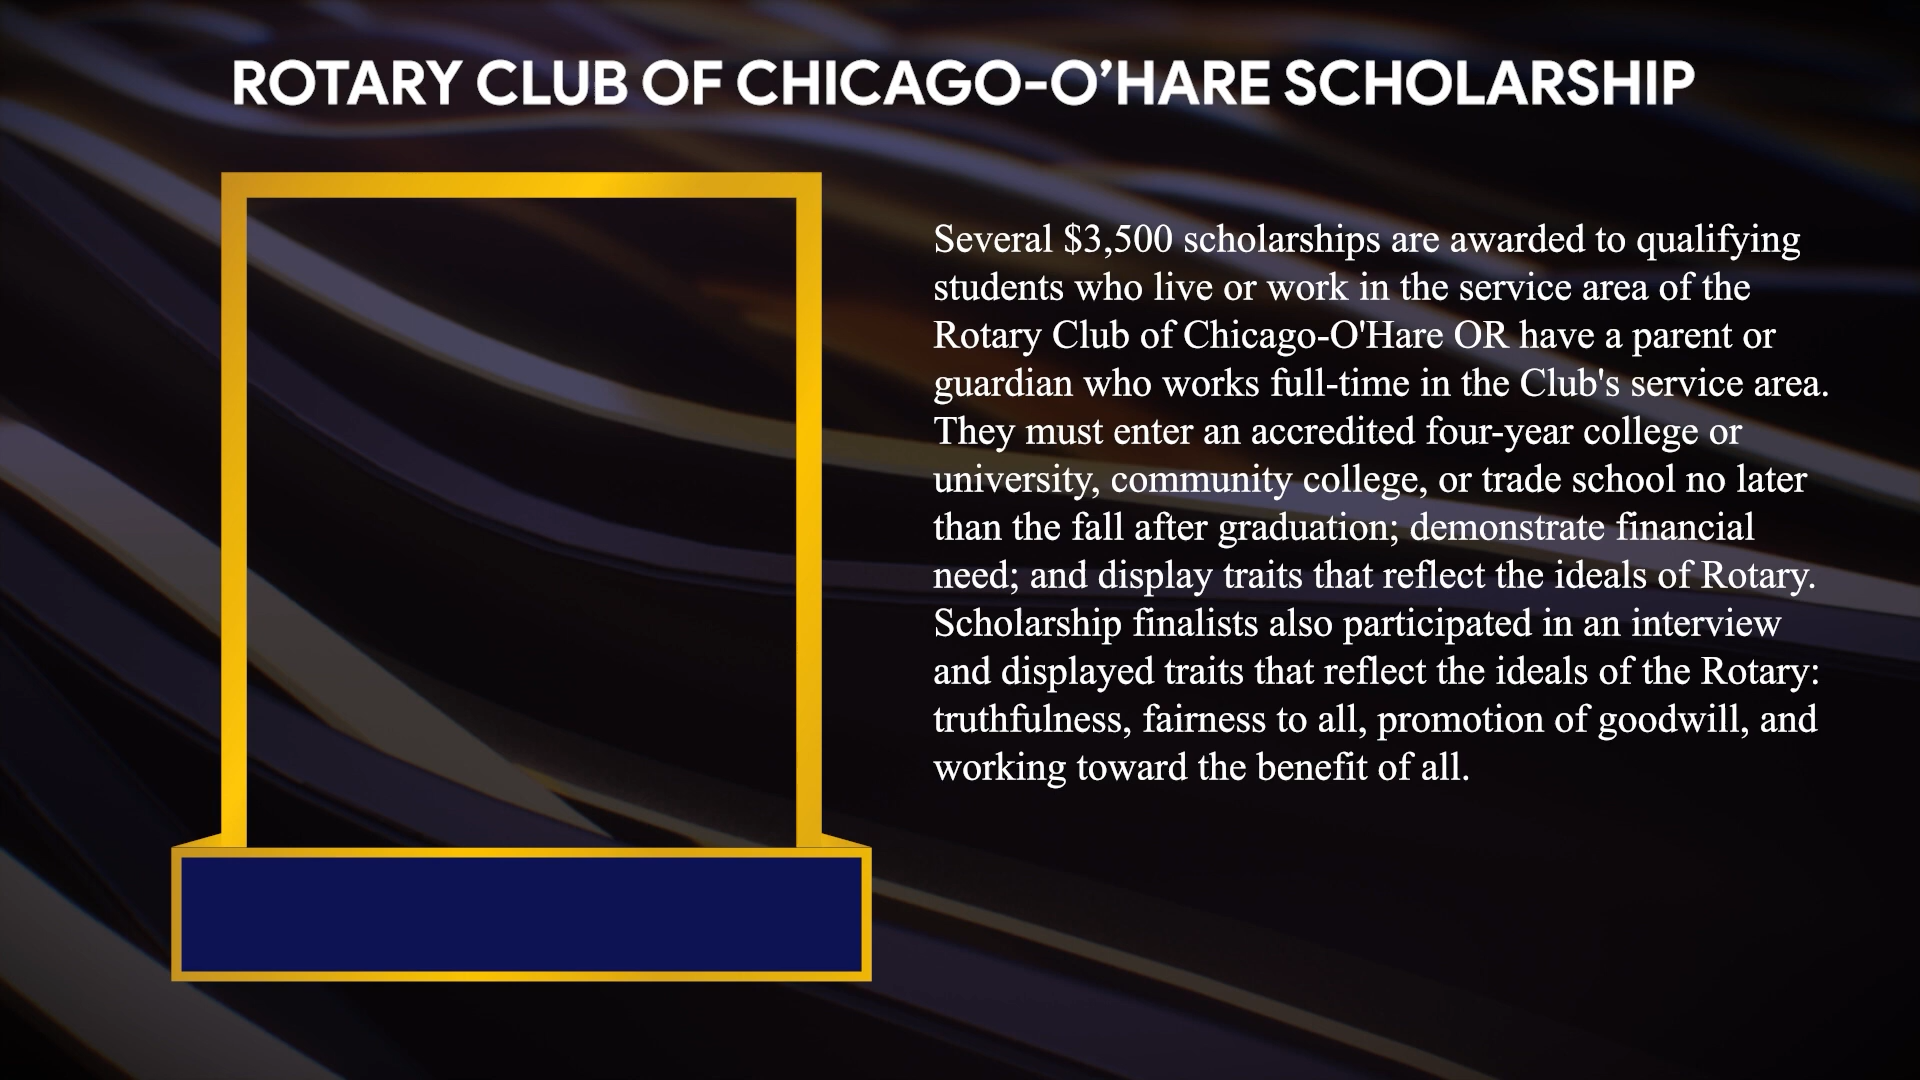 ROTARY CLUB OF CHICAGO-O’HARE SCHOLARSHIP
Several $3,500 scholarships are awarded to qualifying
students who live or work in the service area of the
Rotary Club of Chicago-O'Hare OR have a parent or
guardian who works full-time in the Club's service area.
They must enter an accredited four-year college or
university, community college, or trade school no later
than the fall after graduation; demonstrate financial
need; and display traits that reflect the ideals of Rotary.
Scholarship finalists also participated in an interview
and displayed traits that reflect the ideals of the Rotary:
truthfulness, fairness to all, promotion of goodwill, and
working toward the benefit of all.